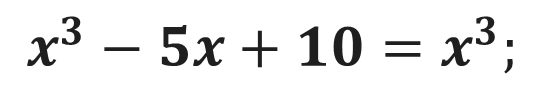 x³ − 5x + 10 = x³;